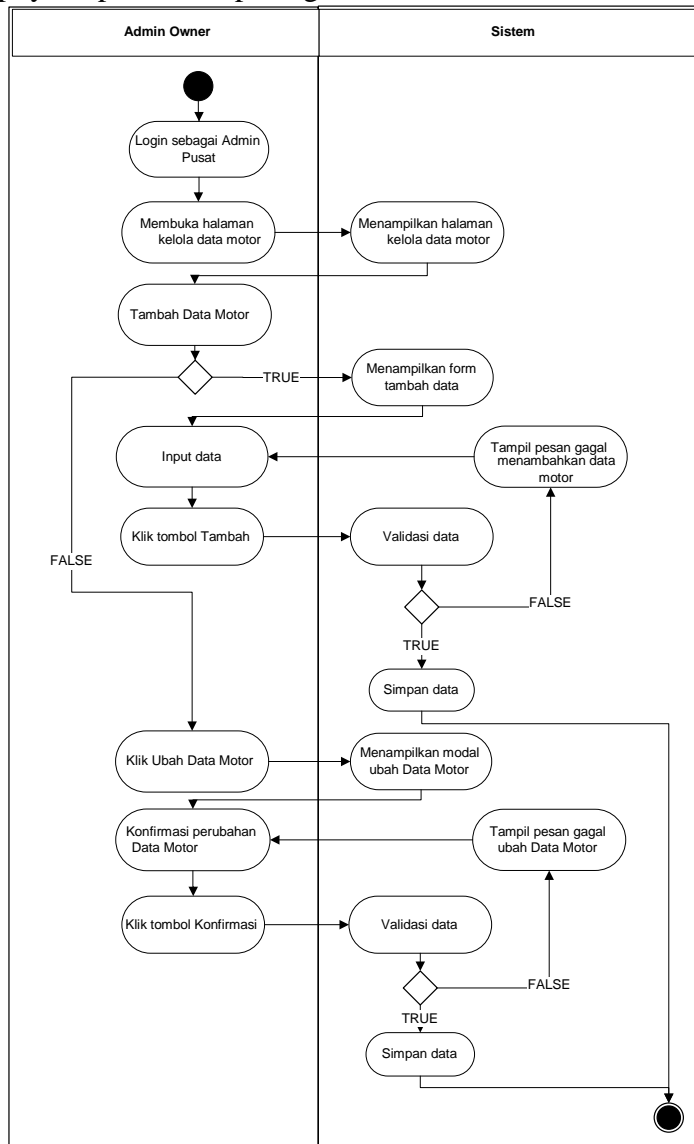 Admin Owner
Sistem
Login sebagai Admin
Pusat
Membuka halaman
kelola data motor
Menampilkan halaman
kelola data motor
Tambah Data Motor
TRUE
Menampilkan form
tambah data
Input data
Tampil pesan gagal
menambahkan data
motor
Klik tombol Tambah
Validasi data
FALSE
FALSE
TRUE
Simpan data
Klik Ubah Data Motor
Menampilkan modal
ubah Data Motor
Konfirmasi perubahan
Data Motor
Tampil pesan gagal
ubah Data Motor
Klik tombol Konfirmasi
Validasi data
FALSE
TRUE
Simpan data